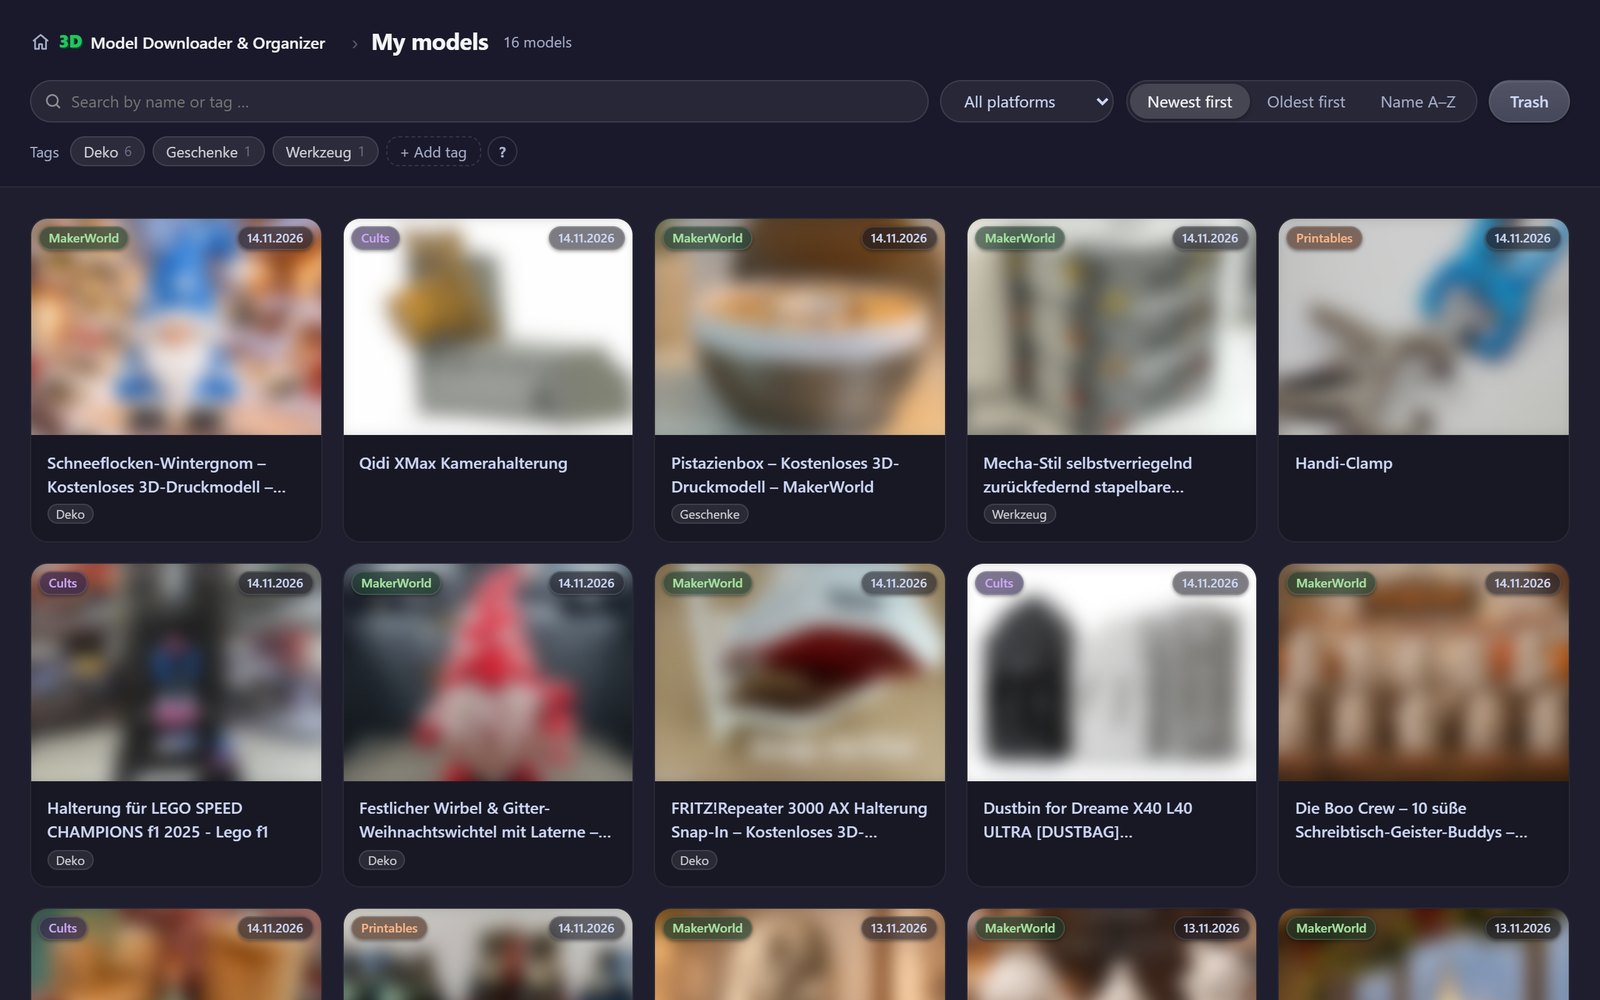 3D Model Downloader & Organizer › My models 16 models
Search by name or tag ...
All platforms
Newest first Oldest first Name A–Z
Trash
Tags Deko 6 Geschenke 1 Werkzeug 1 + Add tag ?
MakerWorld 14.11.2026
Schneeflocken-Wintergnom –
Kostenloses 3D-Druckmodell –...
Deko
Cults 14.11.2026
Qidi XMax Kamerahalterung
MakerWorld 14.11.2026
Pistazienbox – Kostenloses 3D-
Druckmodell – MakerWorld
Geschenke
MakerWorld 14.11.2026
Mecha-Stil selbstverriegelnd
zurückfedernd stapelbare...
Werkzeug
Printables 14.11.2026
Handi-Clamp
Cults 14.11.2026
Halterung für LEGO SPEED
CHAMPIONS f1 2025 - Lego f1
Deko
MakerWorld 14.11.2026
Festlicher Wirbel & Gitter-
Weihnachtswichtel mit Laterne –...
Deko
MakerWorld 14.11.2026
FRITZ!Repeater 3000 AX Halterung
Snap-In – Kostenloses 3D-...
Deko
Cults 14.11.2026
Dustbin for Dreame X40 L40
ULTRA [DUSTBAG]...
MakerWorld 14.11.2026
Die Boo Crew – 10 süße
Schreibtisch-Geister-Buddys –...
Cults 14.11.2026
Printables 14.11.2026
MakerWorld 13.11.2026
MakerWorld 13.11.2026
MakerWorld 13.11.2026